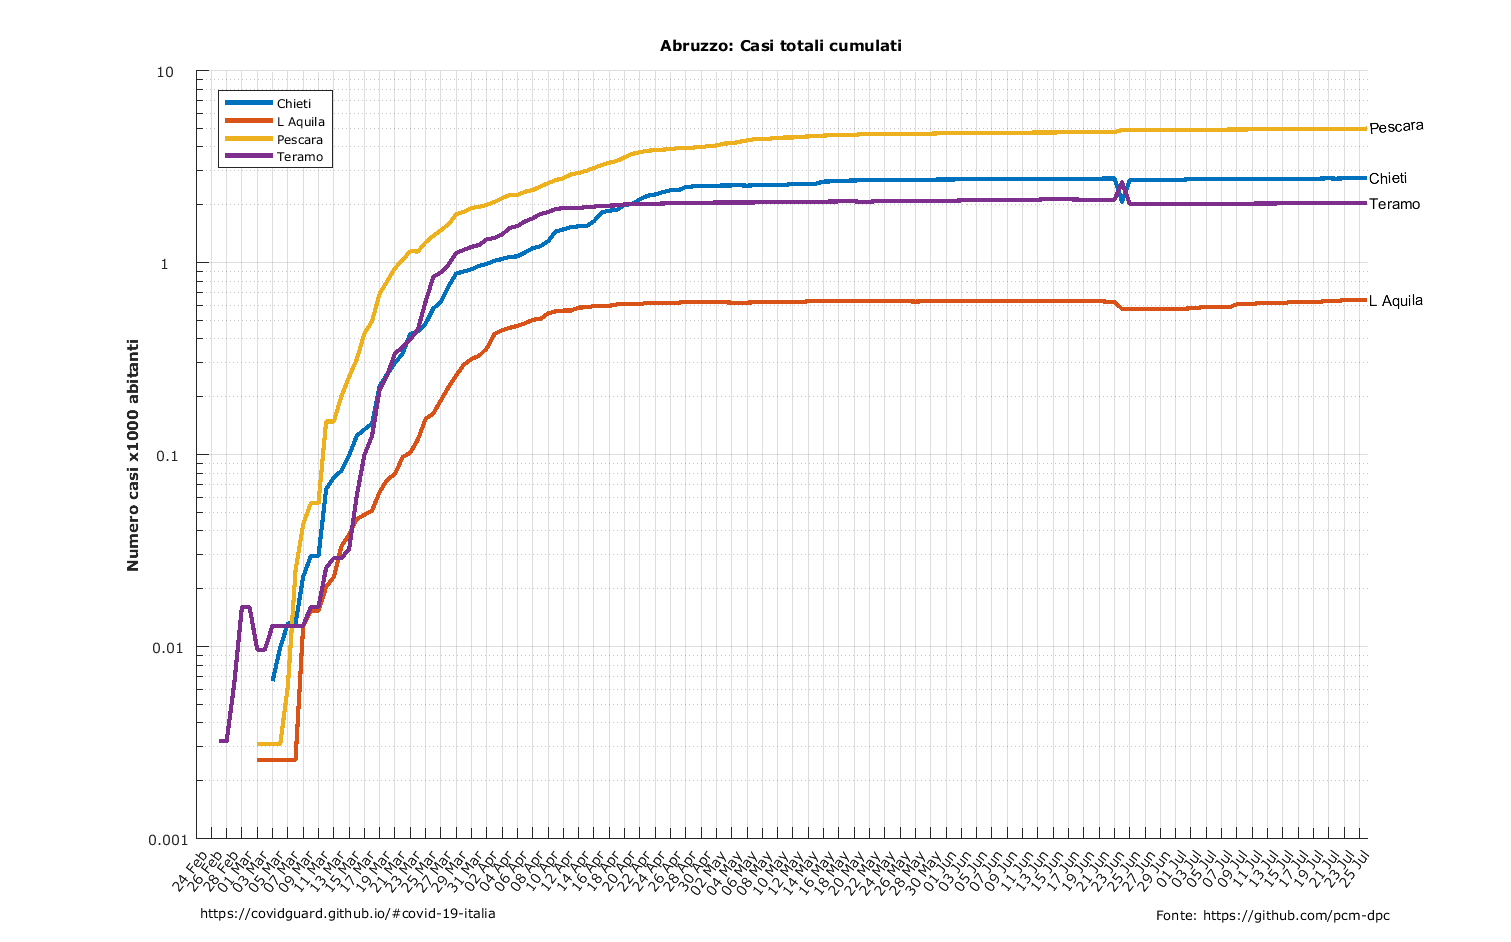 Abruzzo: Casi totali cumulati
10
1
0.1
0.01
0.001
Numero casi x1000 abitanti
Chieti
L Aquila
Pescara
Teramo
Pescara
Chieti
Teramo
L Aquila
24 Feb
26 Feb
28 Feb
01 Mar
03 Mar
05 Mar
07 Mar
09 Mar
11 Mar
13 Mar
15 Mar
17 Mar
19 Mar
21 Mar
23 Mar
25 Mar
27 Mar
29 Mar
31 Mar
02 Apr
04 Apr
06 Apr
08 Apr
10 Apr
12 Apr
14 Apr
16 Apr
18 Apr
20 Apr
22 Apr
24 Apr
26 Apr
28 Apr
30 Apr
02 May
04 May
06 May
08 May
10 May
12 May
14 May
16 May
18 May
20 May
22 May
24 May
26 May
28 May
30 May
01 Jun
03 Jun
05 Jun
07 Jun
09 Jun
11 Jun
13 Jun
15 Jun
17 Jun
19 Jun
21 Jun
23 Jun
25 Jun
27 Jun
29 Jun
01 Jul
03 Jul
05 Jul
07 Jul
09 Jul
11 Jul
13 Jul
15 Jul
17 Jul
19 Jul
21 Jul
23 Jul
25 Jul
https://covidguard.github.io/#covid-19-italia
Fonte: https://github.com/pcm-dpc